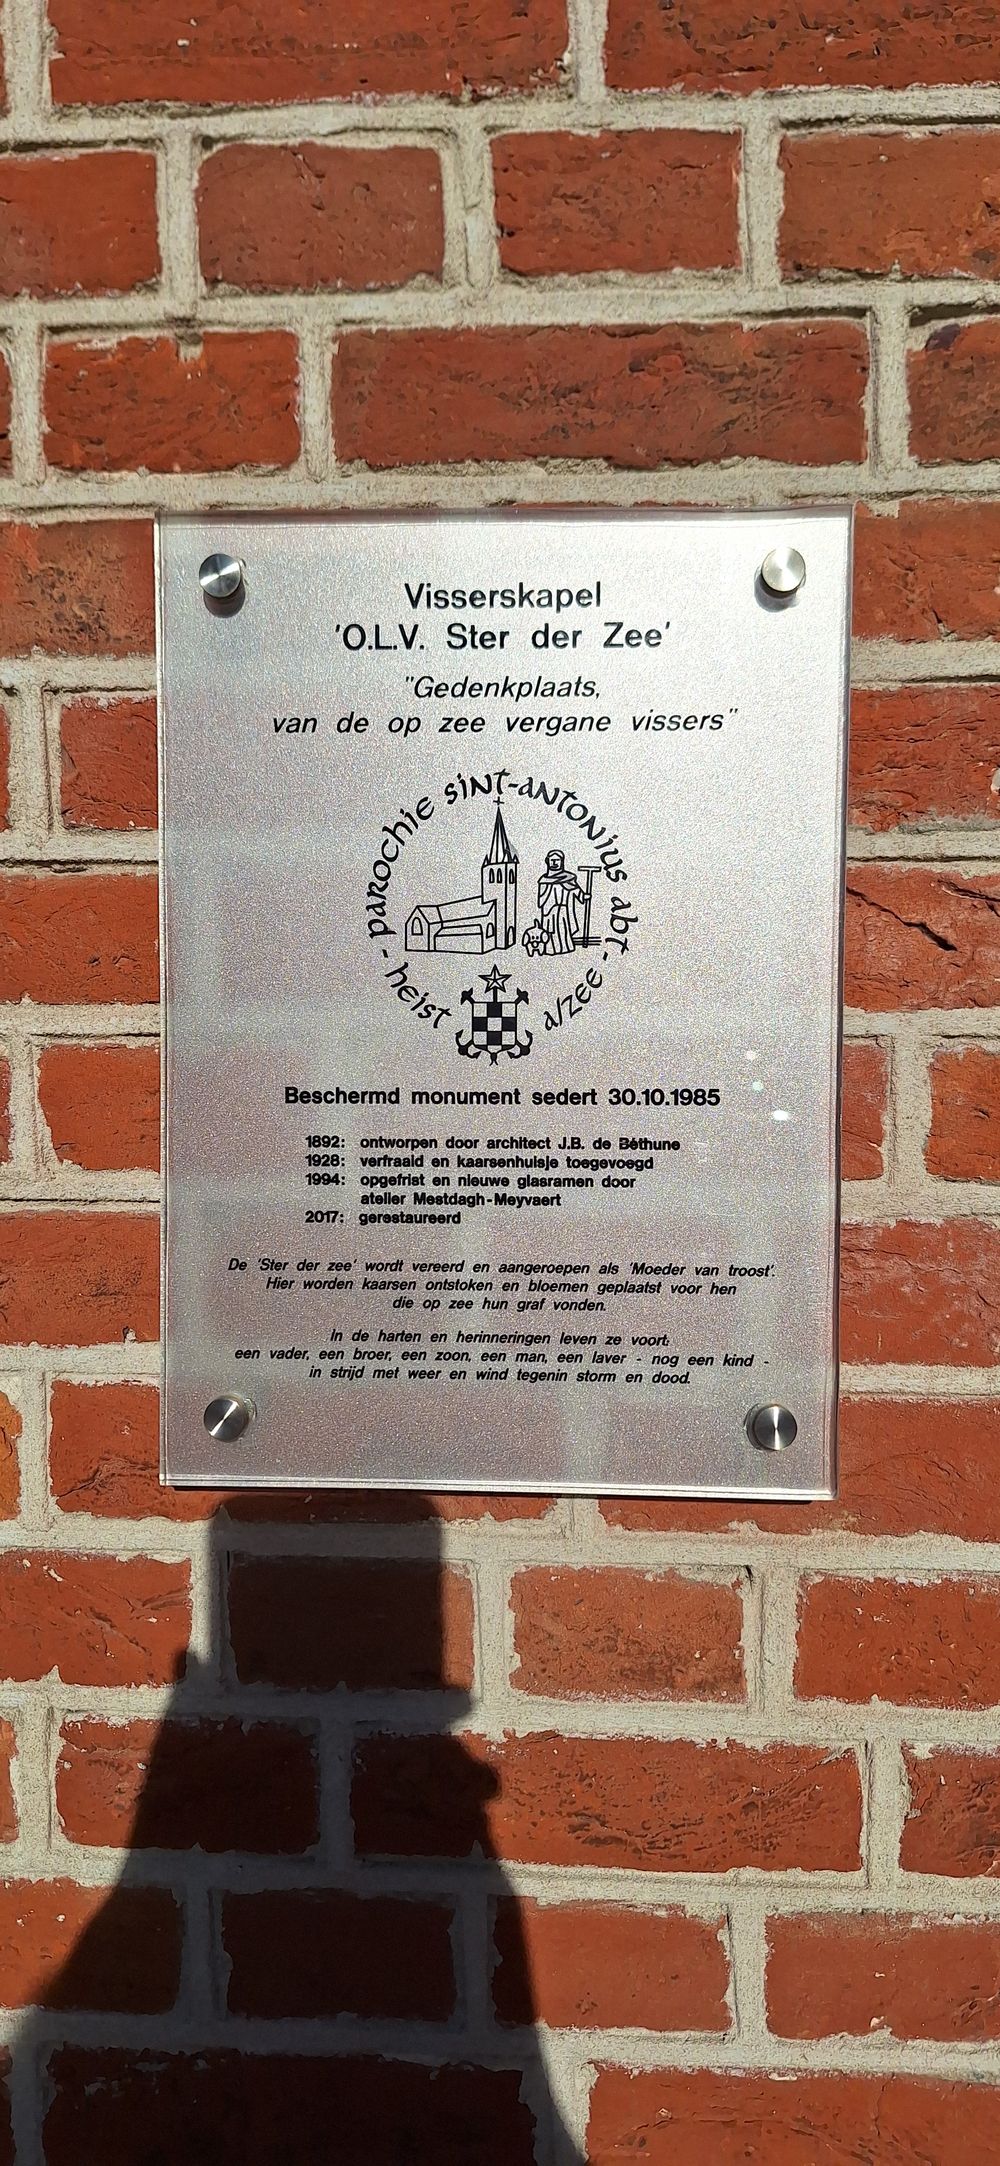 Visserskapel
'O.L.V. Ster der Zee'
"Gedenkplaats,
van de op zee vergane vissers"
- parochie sint-antonius abt -
heist a/zee
Beschermd monument sedert 30.10.1985
1892: ontworpen door architect J.B. de Béthune
1928: verfraaid en kaarsenhuisje toegevoegd
1994: opgefrist en nieuwe glasramen door
atelier Mestdagh-Meyvaert
2017: gerestaureerd
De 'Ster der zee' wordt vereerd en aangeroepen als 'Moeder van troost'.
Hier worden kaarsen ontstoken en bloemen geplaatst voor hen
die op zee hun graf vonden.
In de harten en herinneringen leven ze voort:
een vader, een broer, een zoon, een man, een laver - nog een kind -
in strijd met weer en wind tegenin storm en dood.